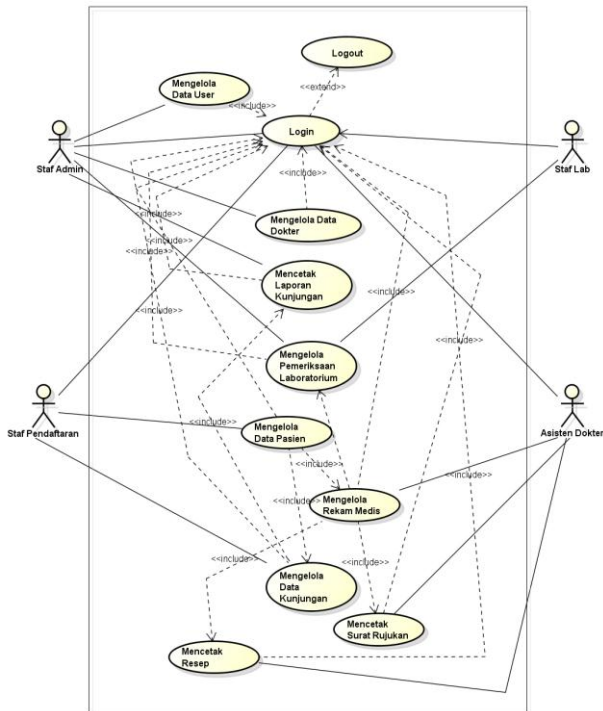 Logout
Mengelola
Data User
<<extend>>
<<include>>
Login
Staf Admin
Staf Lab
<<include>>
Mengelola Data
Dokter
<<include>>
<<include>>
<<include>>
Mencetak
Laporan
Kunjungan
<<include>>
<<include>>
<<include>>
Mengelola
Pemeriksaan
Laboratorium
Staf Pendaftaran
Asisten Dokter
<<include>>
Mengelola
Data Pasien
<<include>>
<<include>>
Mengelola
Rekam Medis
<<include>>
<<include>>
Mengelola
Data
Kunjungan
Mencetak
Surat Rujukan
Mencetak
Resep